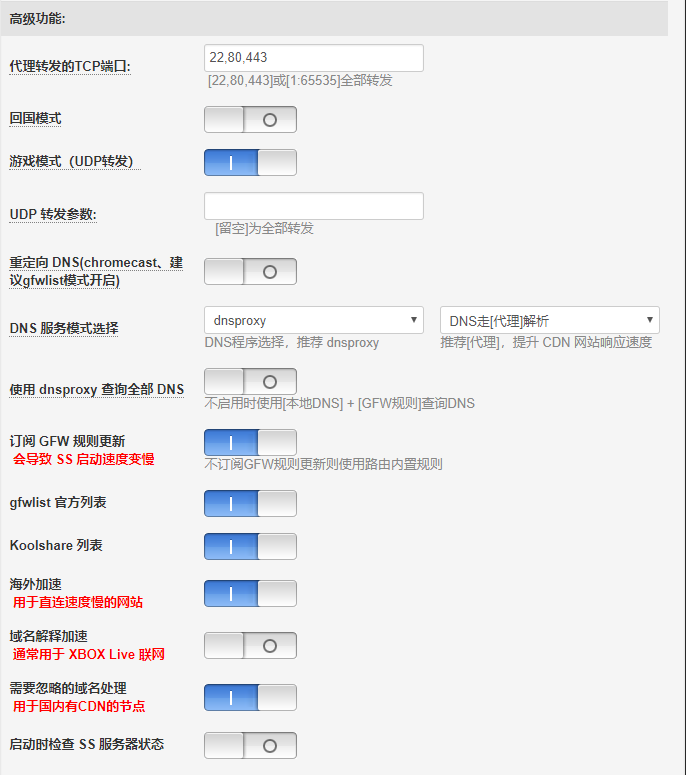 高级功能:
代理转发的TCP端口:
22,80,443
[22,80,443]或[1:65535]全部转发
回国模式
游戏模式（UDP转发）
UDP 转发参数:
[留空]为全部转发
重定向 DNS(chromecast、建
议gfwlist模式开启)
DNS 服务模式选择
dnsproxy
DNS走[代理]解析
DNS程序选择，推荐 dnsproxy
推荐[代理]，提升 CDN 网站响应速度
使用 dnsproxy 查询全部 DNS
不启用时使用[本地DNS] + [GFW规则]查询DNS
订阅 GFW 规则更新
会导致 SS 启动速度变慢
不订阅GFW规则更新则使用路由内置规则
gfwlist 官方列表
Koolshare 列表
海外加速
用于直连速度慢的网站
域名解释加速
通常用于 XBOX Live 联网
需要忽略的域名处理
用于国内有CDN的节点
启动时检查 SS 服务器状态